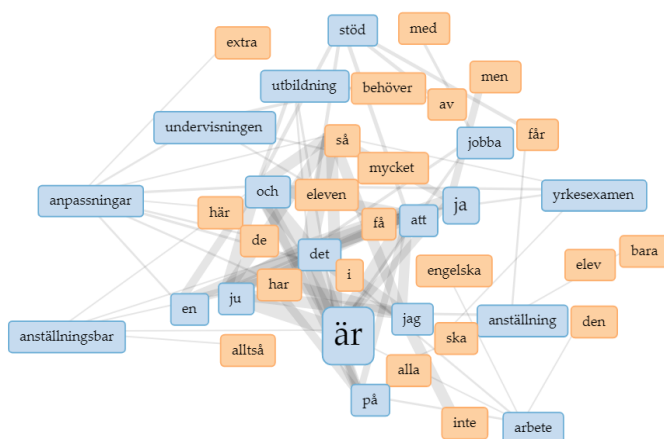 med
stöd
extra
men
utbildning
behöver
av
undervisningen
så
jobba
får
mycket
och
eleven
anpassningar
yrkesexamen
ja
här
få
att
de
det
bara
elev
engelska
i
har
ju
en
jag
anställning
den
anställningsbar
är
ska
alltså
alla
på
inte
arbete